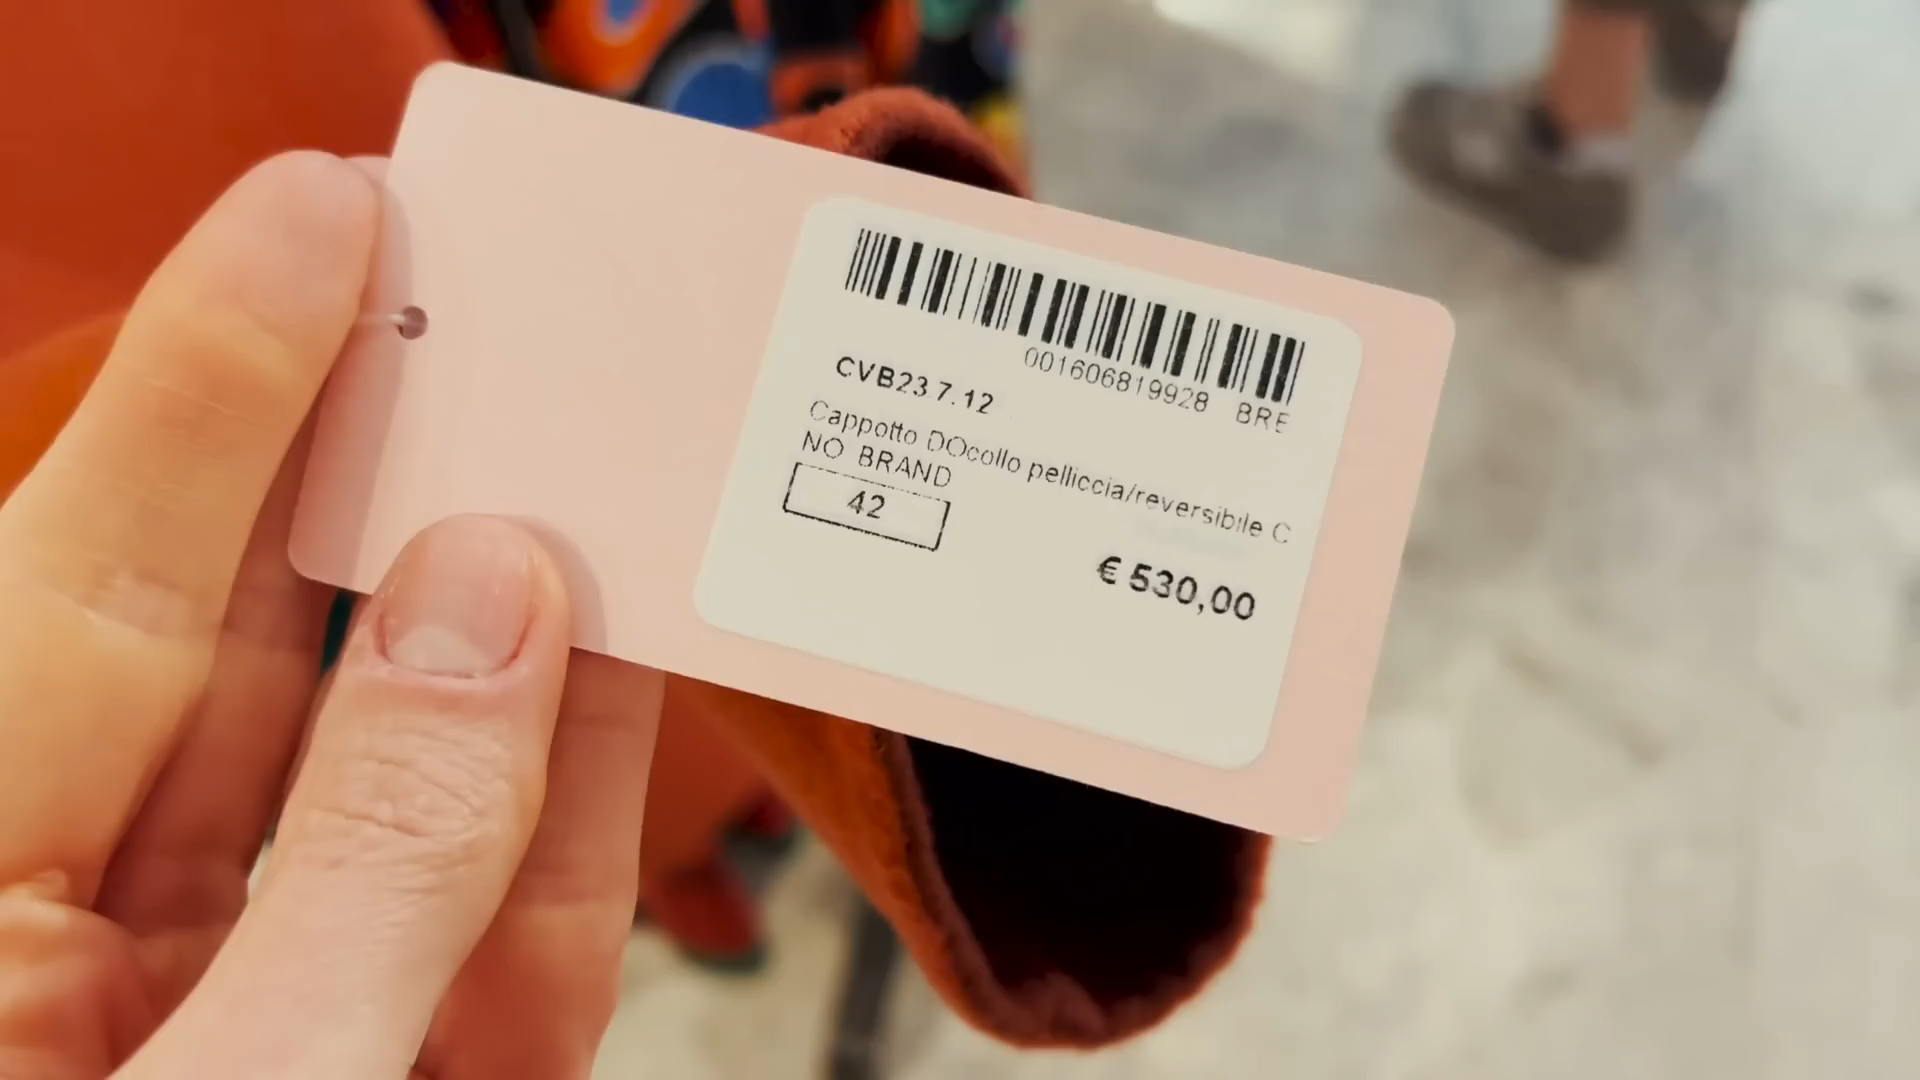 001606819928 BRE
CVB23.7.12
Cappotto DOcollo pelliccia/reversibile C
NO BRAND
42
€ 530,00